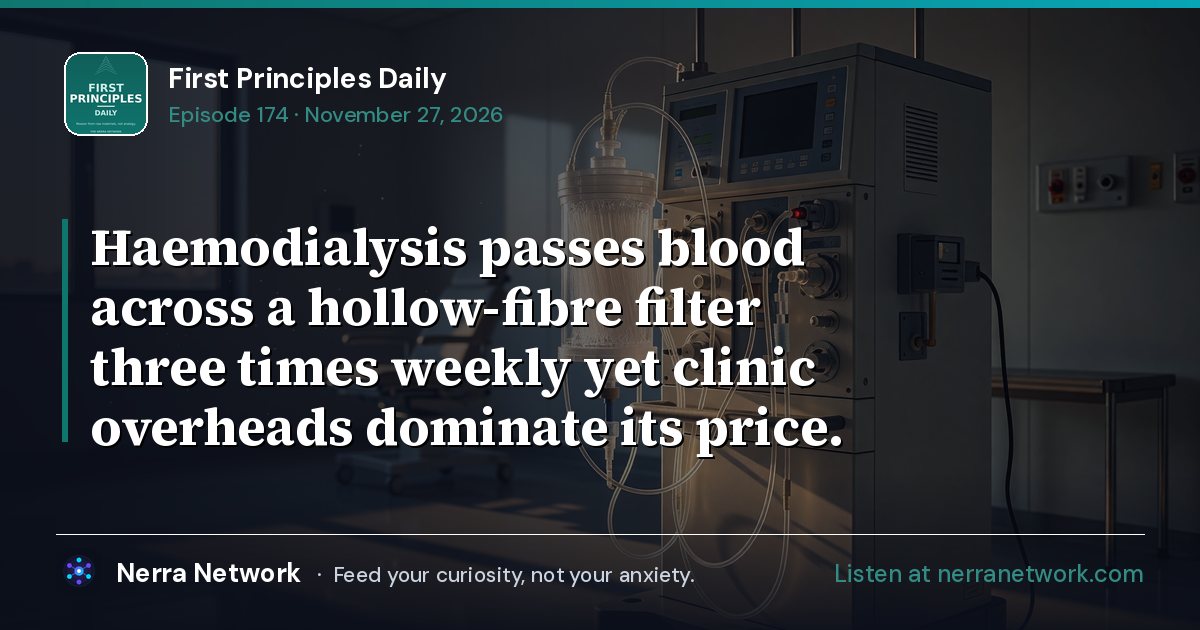 FIRST
PRINCIPLES
DAILY
First Principles Daily
Episode 174 · November 27, 2026
Haemodialysis passes blood
across a hollow-fibre filter
three times weekly yet clinic
overheads dominate its price.
Nerra Network · Feed your curiosity, not your anxiety.
Listen at nerranetwork.com